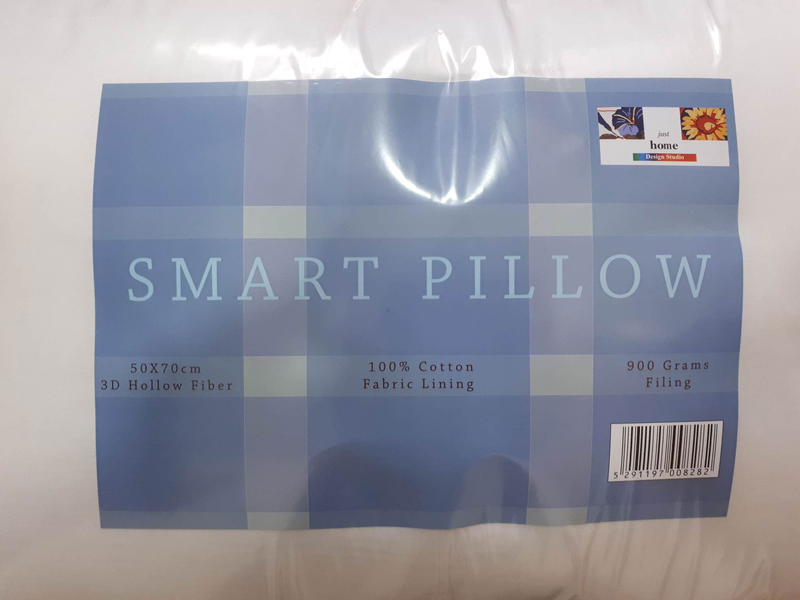 just
home
Design Studio
SMART PILLOW
50X70cm
3D Hollow Fiber
100% Cotton
Fabric Lining
900 Grams
Filing
5 291197 008282